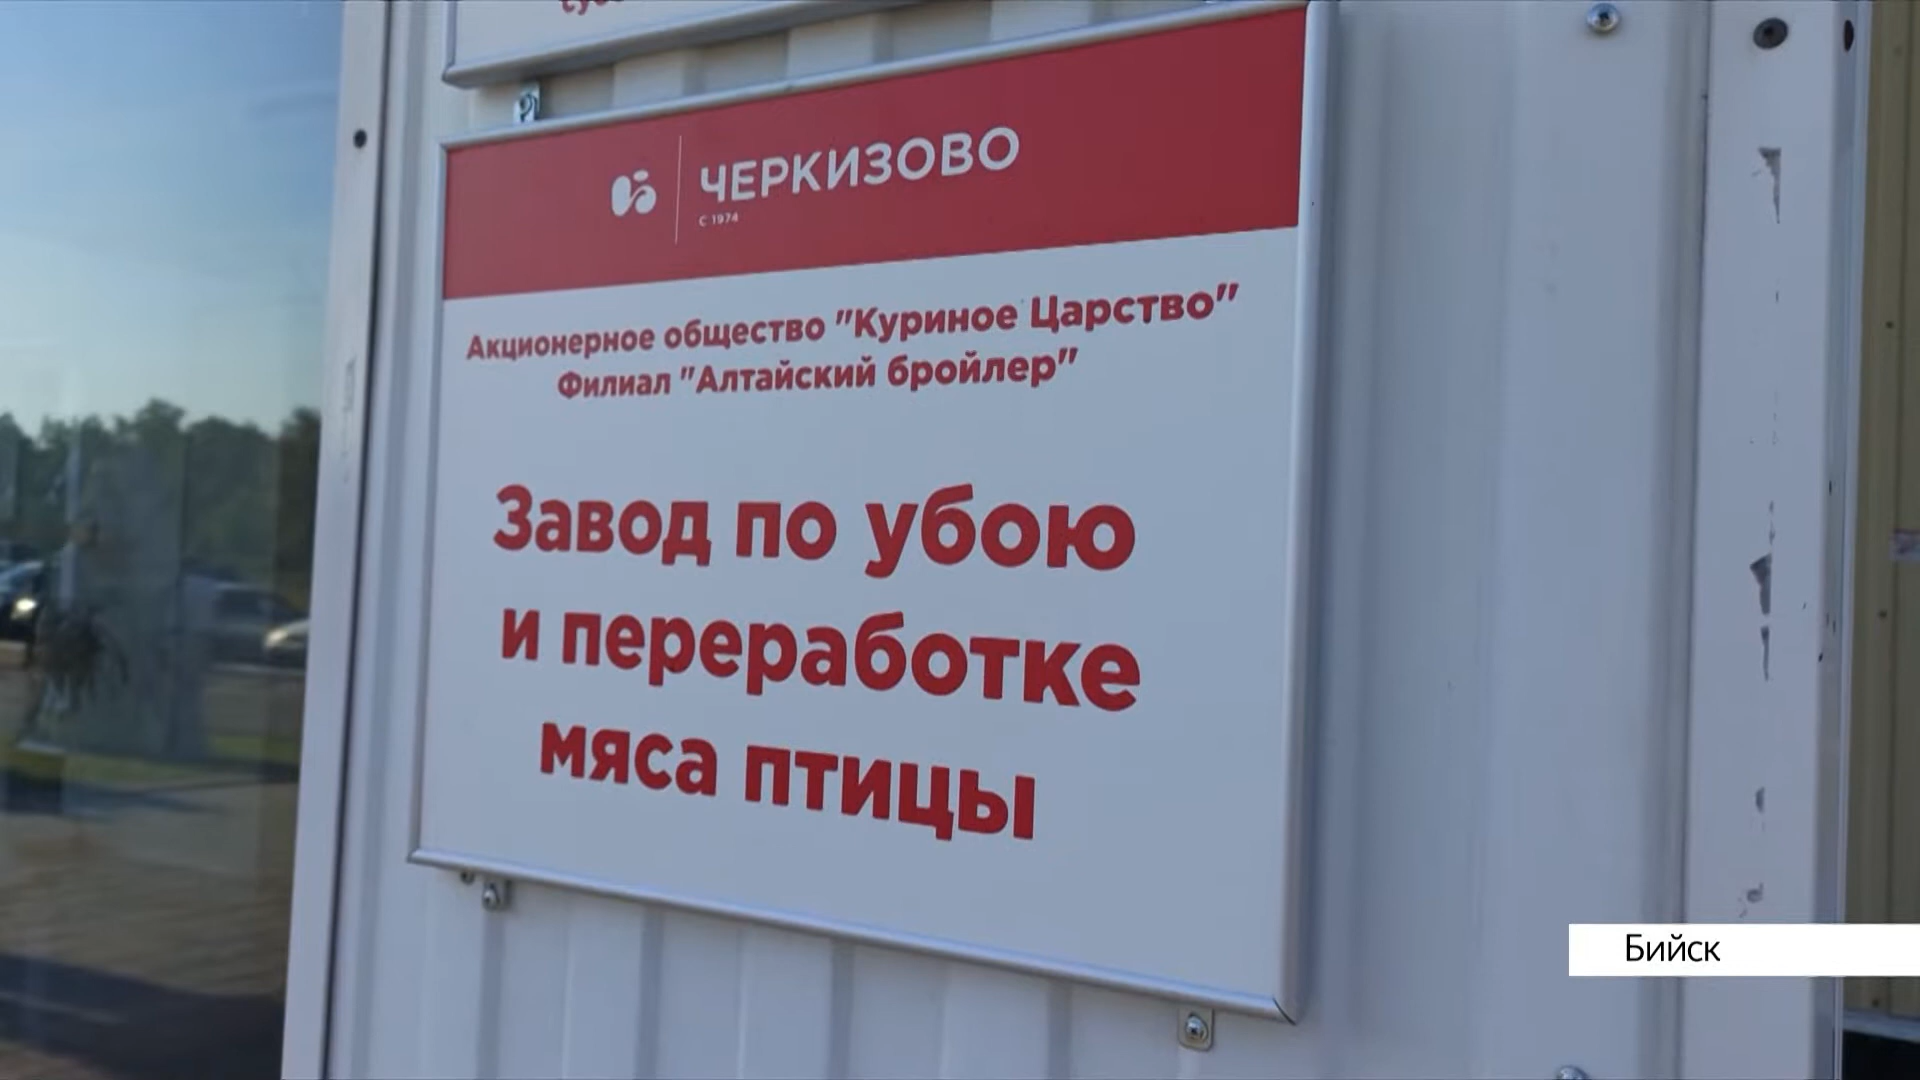 ЧЕРКИЗОВО
С 1974
Акционерное общество "Куриное Царство"
Филиал "Алтайский бройлер"
Завод по убою
и переработке
мяса птицы
Бийск